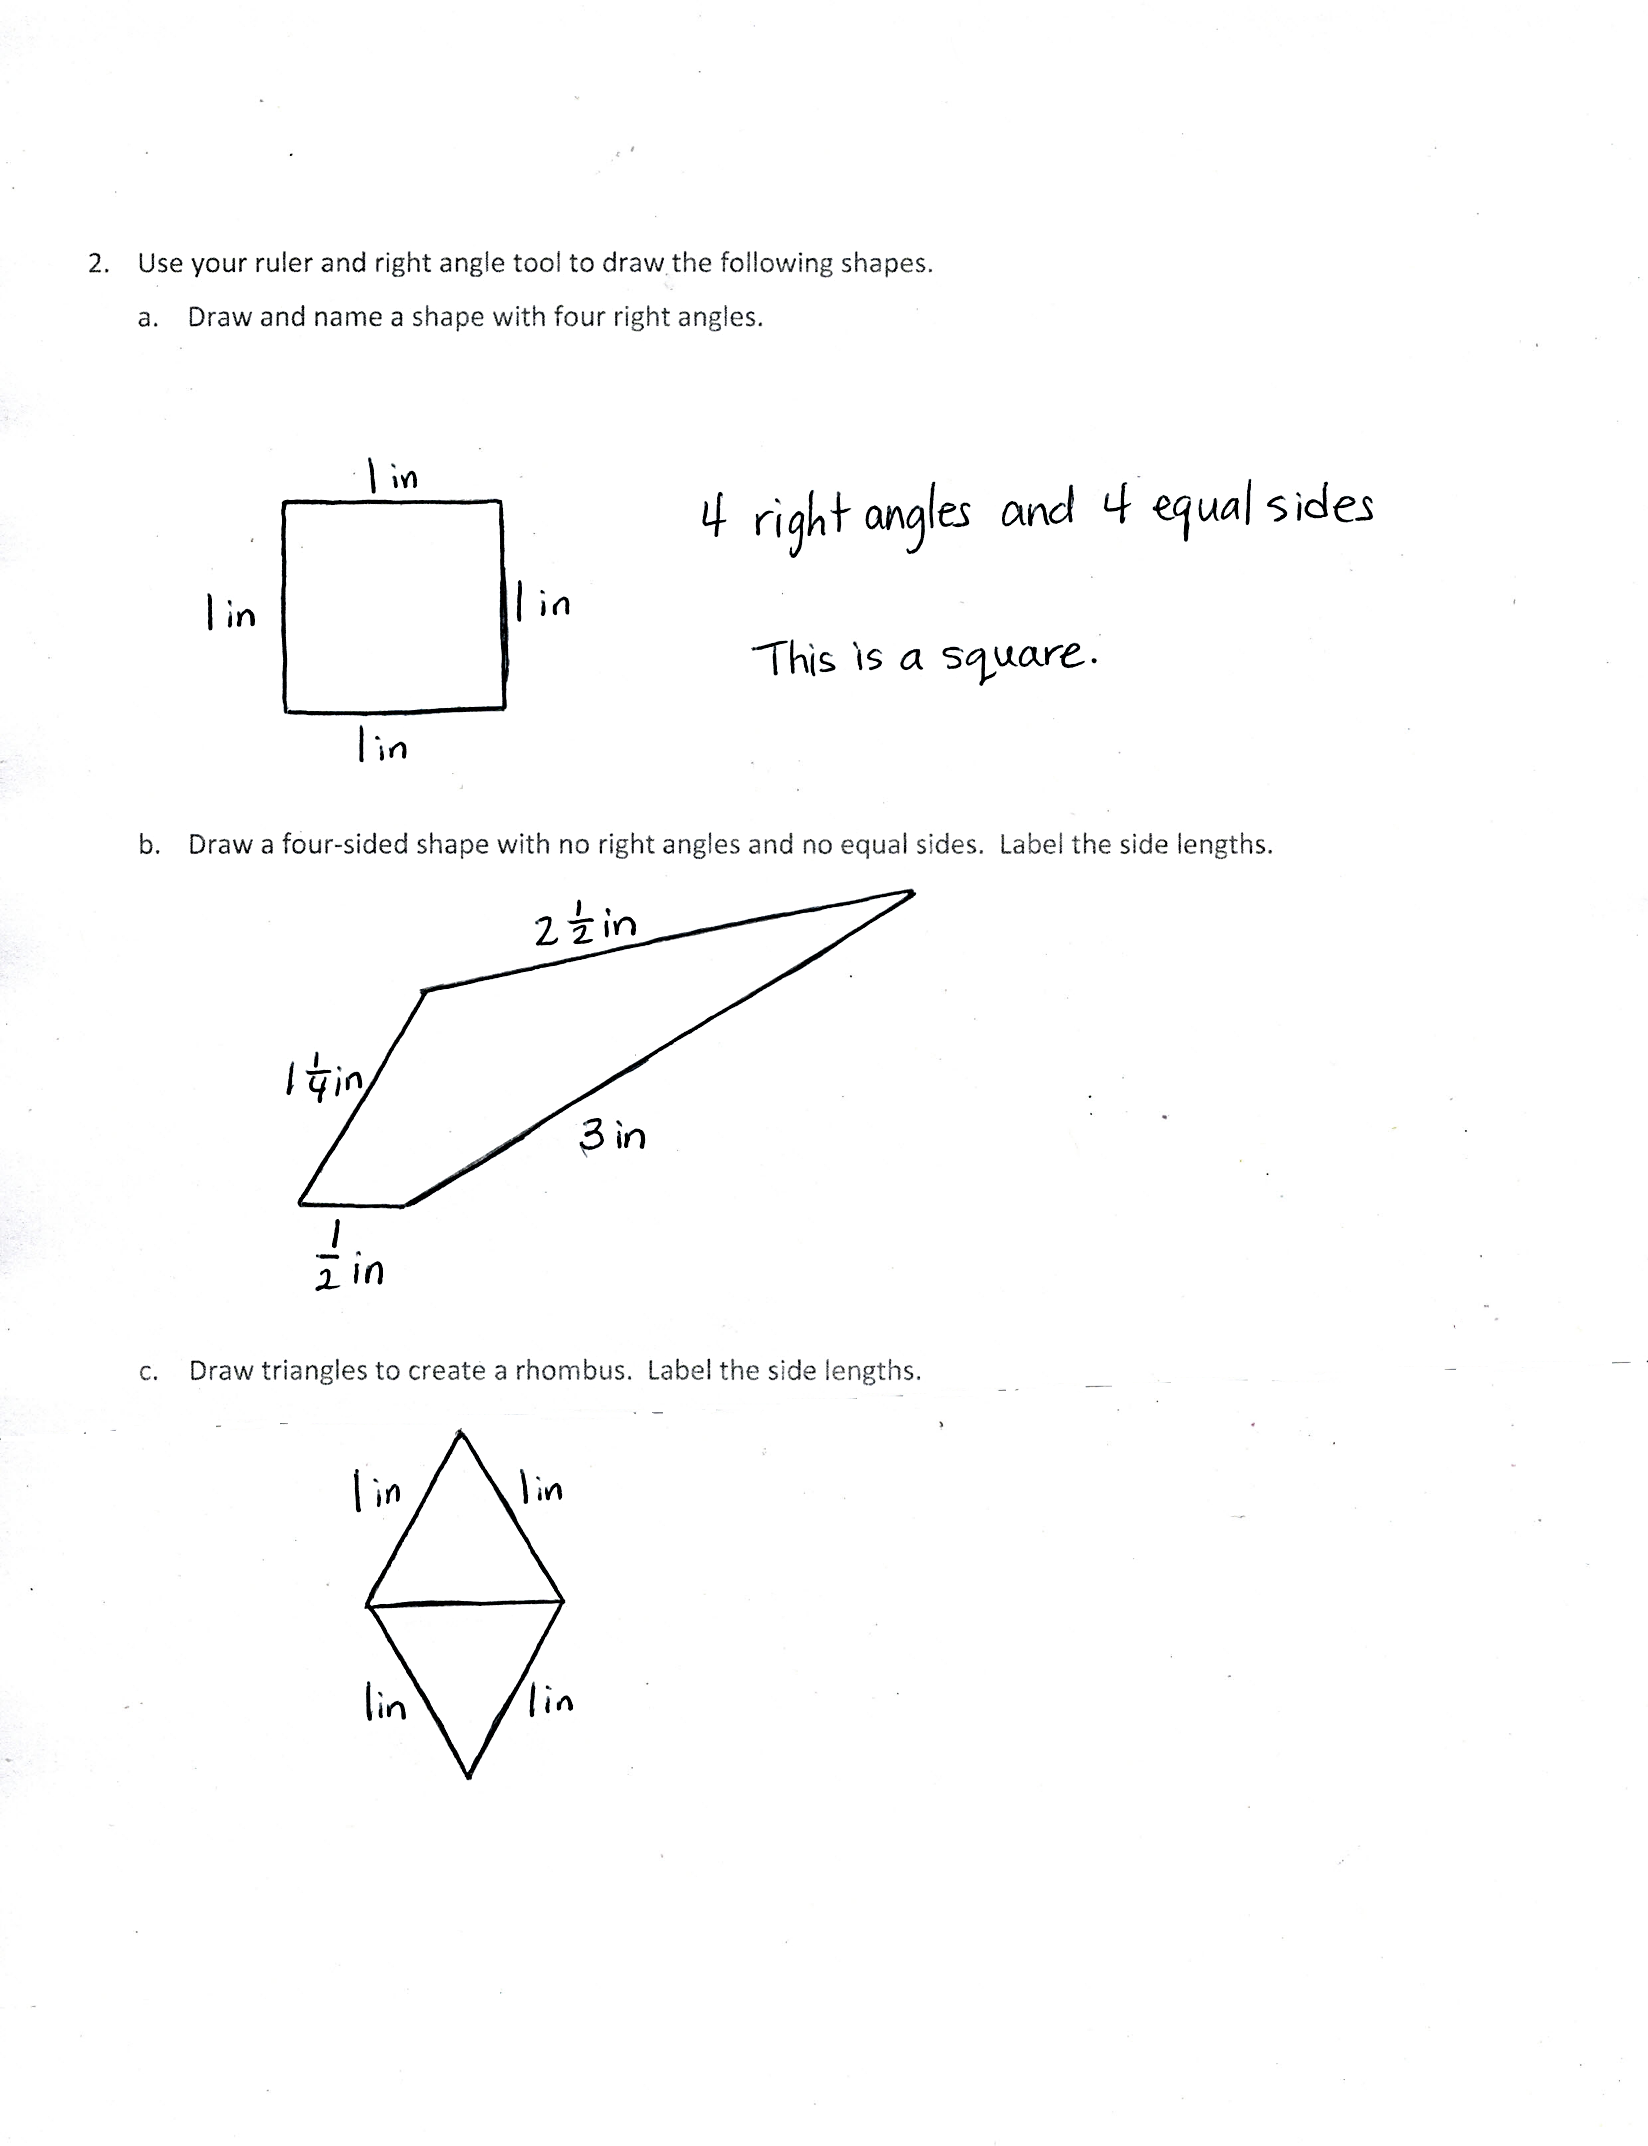 2. Use your ruler and right angle tool to draw the following shapes.
a. Draw and name a shape with four right angles.
1 in
4 right angles and 4 equal sides
1 in
1 in
This is a square.
1 in
b. Draw a four-sided shape with no right angles and no equal sides. Label the side lengths.
2 1/2 in
1 1/4 in
3 in
1/2 in
c. Draw triangles to create a rhombus. Label the side lengths.
1 in
1 in
1 in
1 in